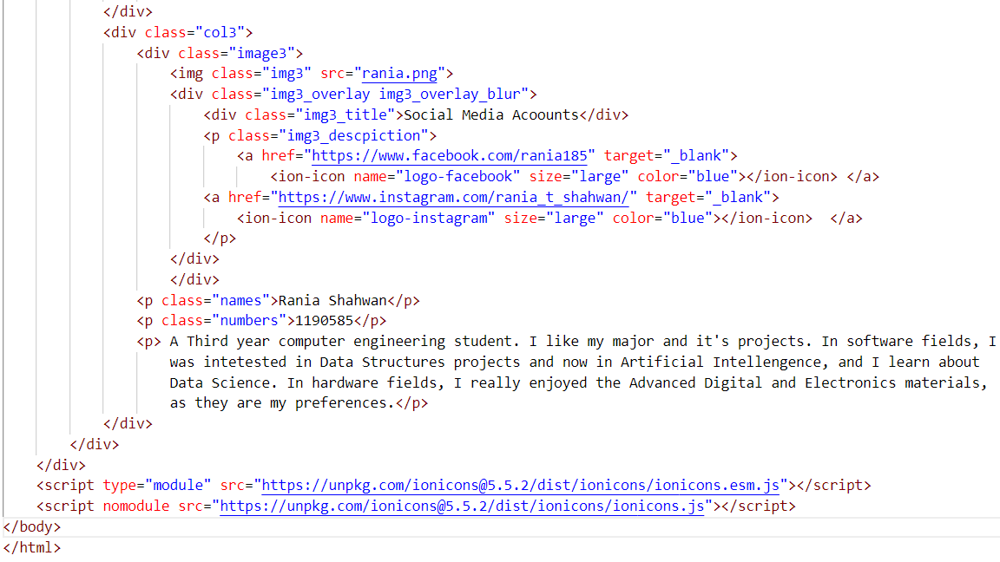 </div>
<div class="col3">
<div class="image3">
<img class="img3" src="rania.png">
<div class="img3_overlay img3_overlay_blur">
<div class="img3_title">Social Media Acoounts</div>
<p class="img3_descpiction">
<a href="https://www.facebook.com/rania185" target="_blank">
<ion-icon name="logo-facebook" size="large" color="blue"></ion-icon> </a>
<a href="https://www.instagram.com/rania_t_shahwan/" target="_blank">
<ion-icon name="logo-instagram" size="large" color="blue"></ion-icon>  </a>
</p>
</div>
</div>
<p class="names">Rania Shahwan</p>
<p class="numbers">1190585</p>
<p> A Third year computer engineering student. I like my major and it's projects. In software fields, I
was intetested in Data Structures projects and now in Artificial Intellengence, and I learn about
Data Science. In hardware fields, I really enjoyed the Advanced Digital and Electronics materials,
as they are my preferences.</p>
</div>
</div>
</div>
<script type="module" src="https://unpkg.com/ionicons@5.5.2/dist/ionicons/ionicons.esm.js"></script>
<script nomodule src="https://unpkg.com/ionicons@5.5.2/dist/ionicons/ionicons.js"></script>
</body>
</html>